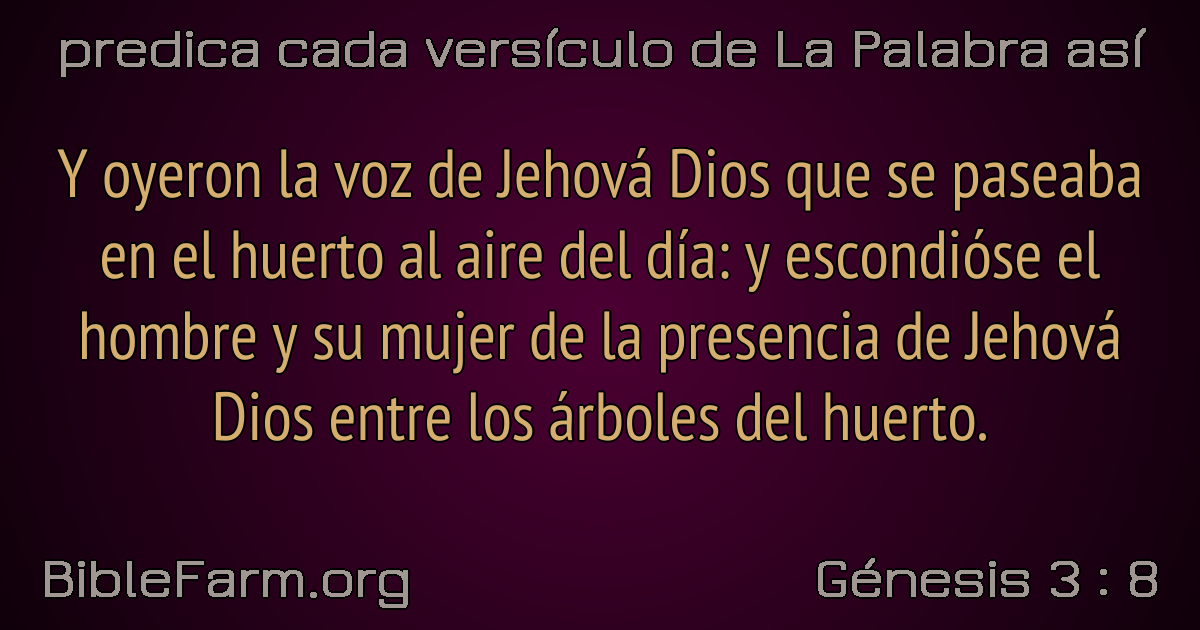 predica cada versículo de La Palabra así
Y oyeron la voz de Jehová Dios que se paseaba
en el huerto al aire del día: y escondióse el
hombre y su mujer de la presencia de Jehová
Dios entre los árboles del huerto.
BibleFarm.org
Génesis 3 : 8